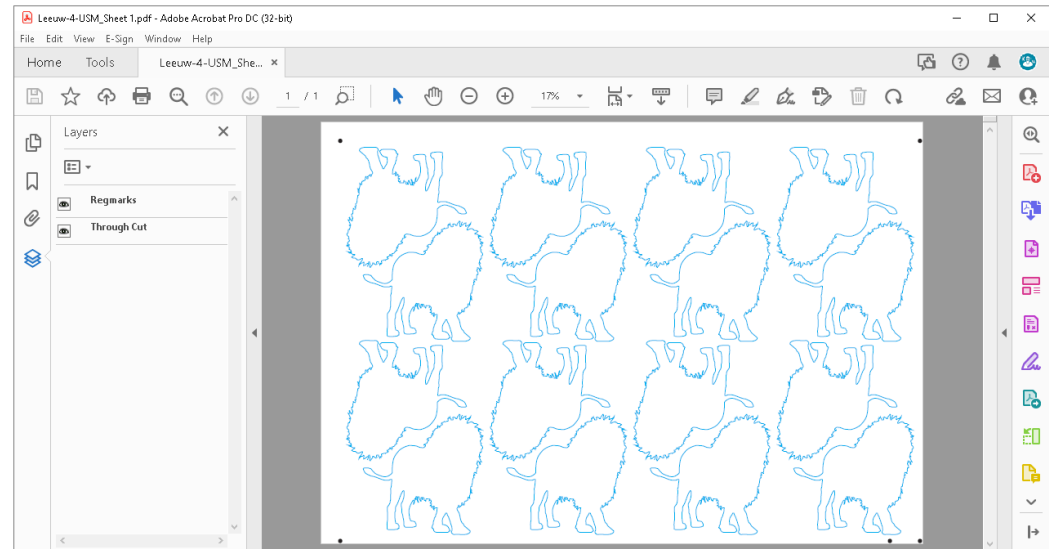 Leeuw-4-USM_Sheet 1.pdf - Adobe Acrobat Pro DC (32-bit)
File Edit View E-Sign Window Help
Home Tools Leeuw-4-USM_She... ×
1 / 1 17%
Layers
Regmarks
Through Cut